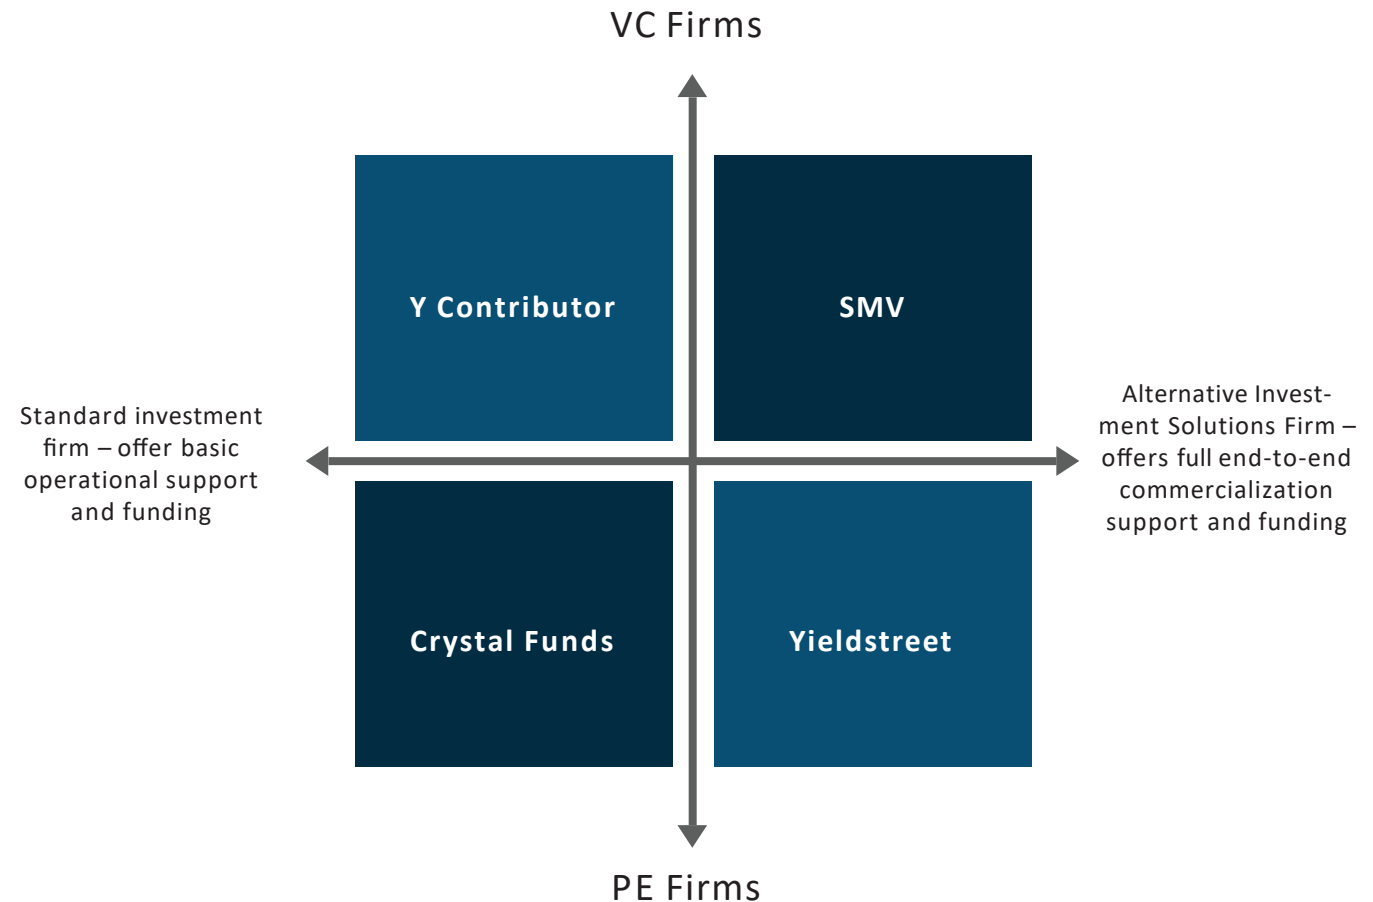 VC Firms
Y Contributor
SMV
Standard investment
firm – offer basic
operational support
and funding
Alternative Invest-
ment Solutions Firm –
offers full end-to-end
commercialization
support and funding
Crystal Funds
Yieldstreet
PE Firms